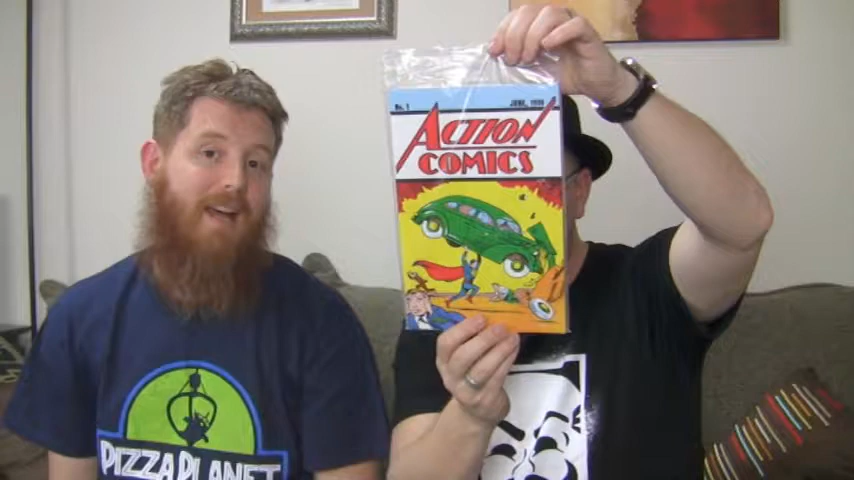 No. 1 JUNE, 1938
ACTION
COMICS
PIZZA PLANET